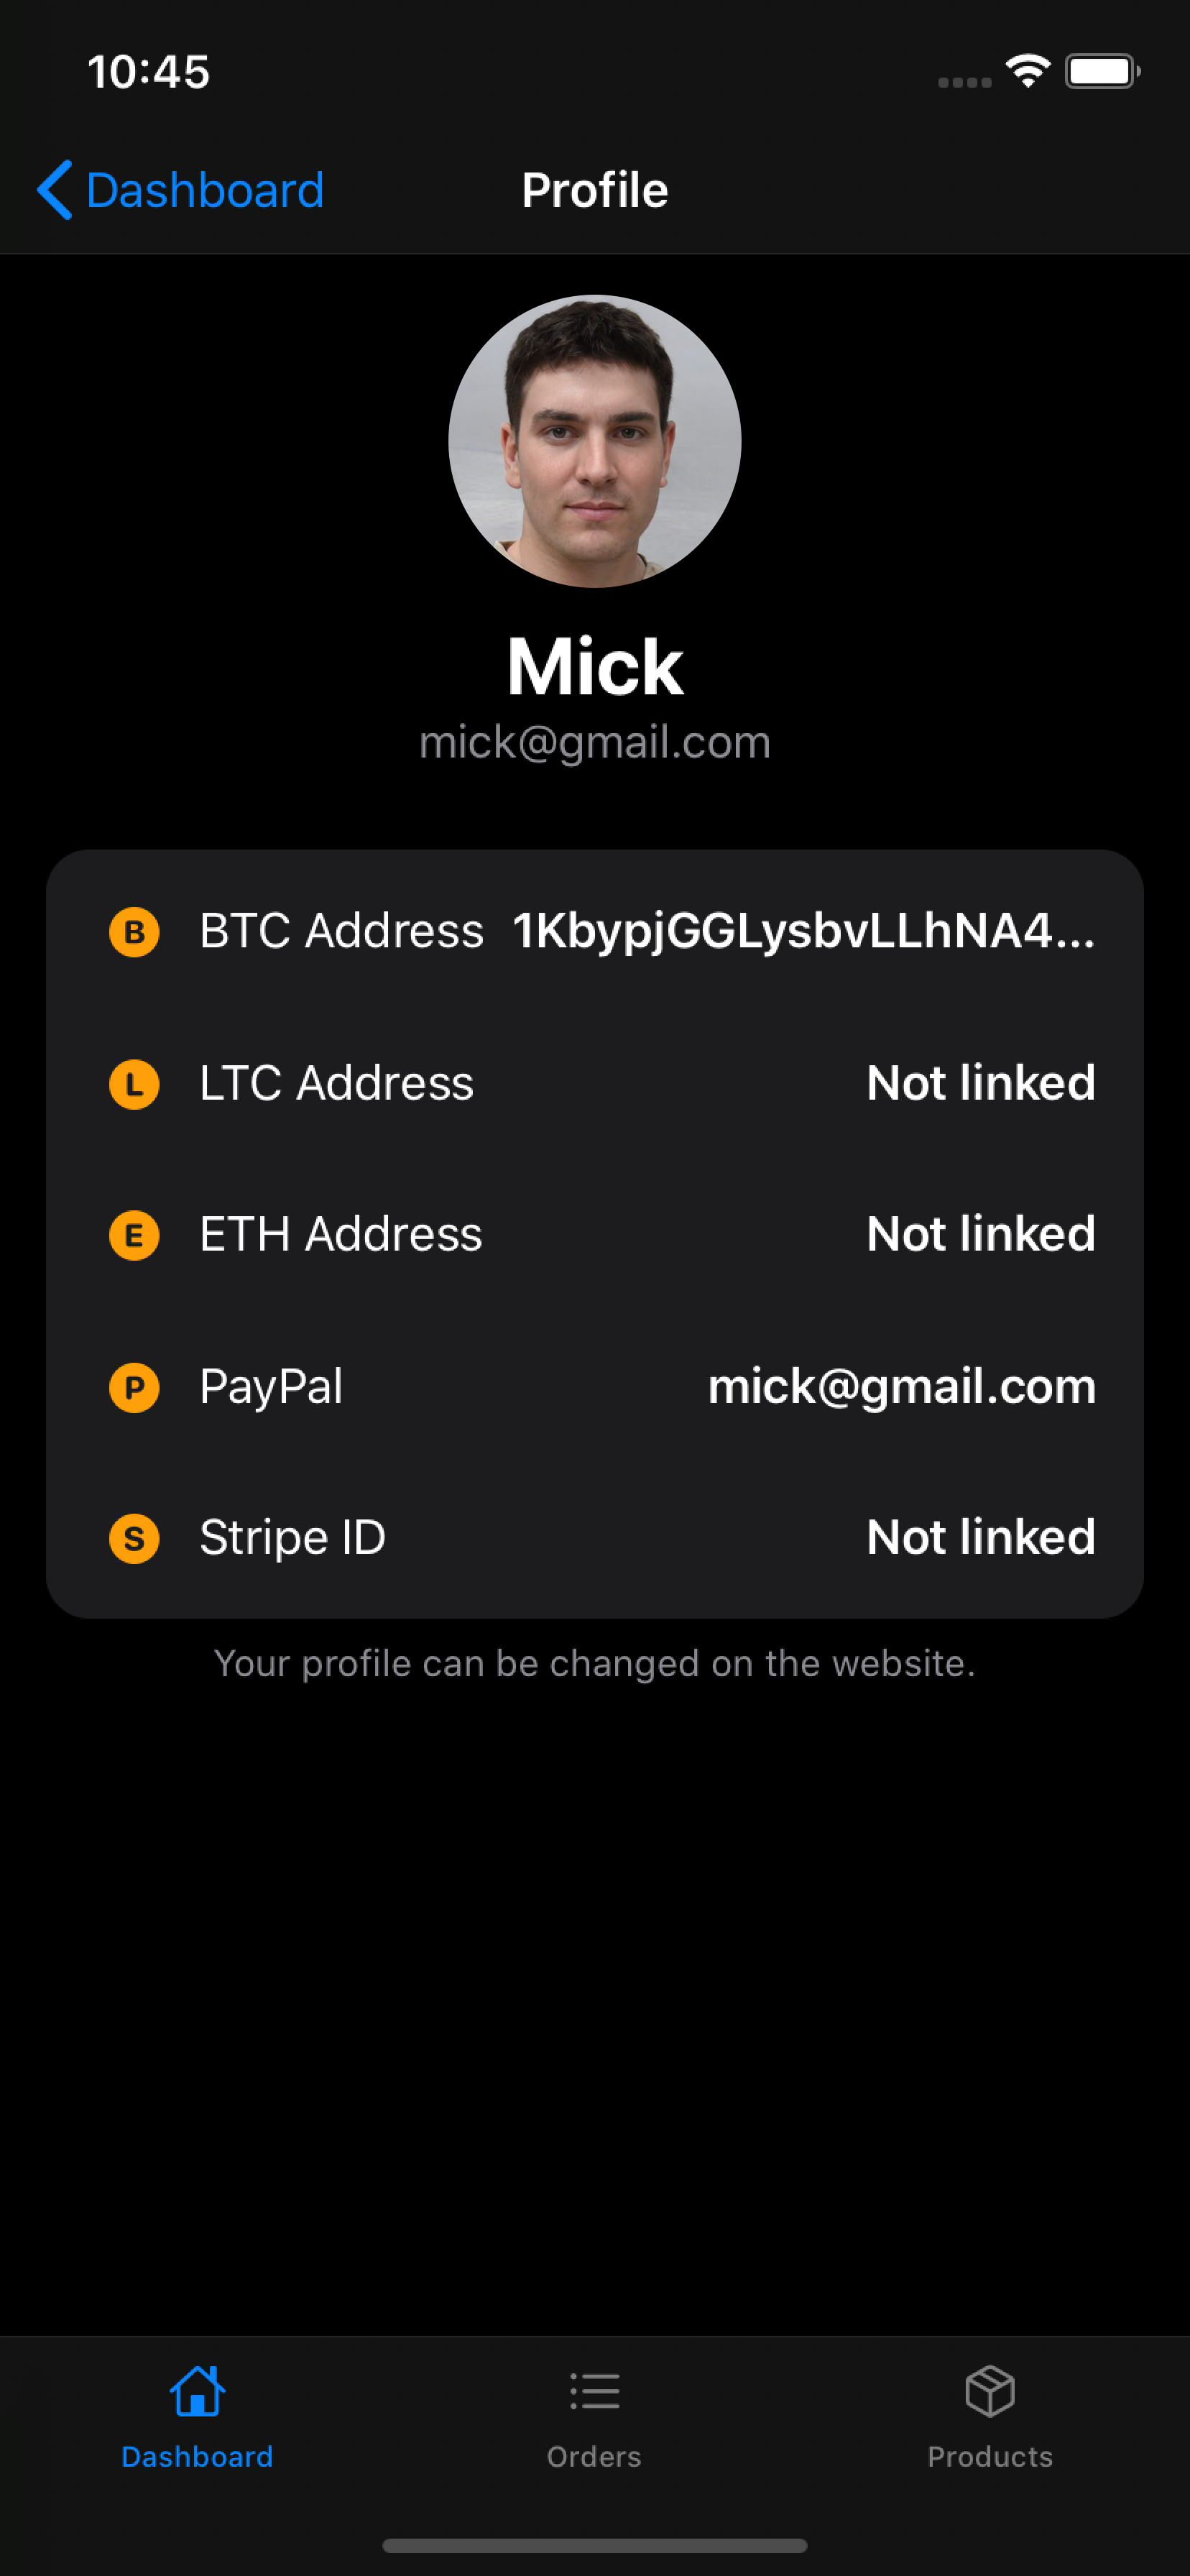 10:45
Dashboard Profile
Mick
mick@gmail.com
B BTC Address 1KbypjGGLysbvLLhNA4...
L LTC Address Not linked
E ETH Address Not linked
P PayPal mick@gmail.com
S Stripe ID Not linked
Your profile can be changed on the website.
Dashboard Orders Products